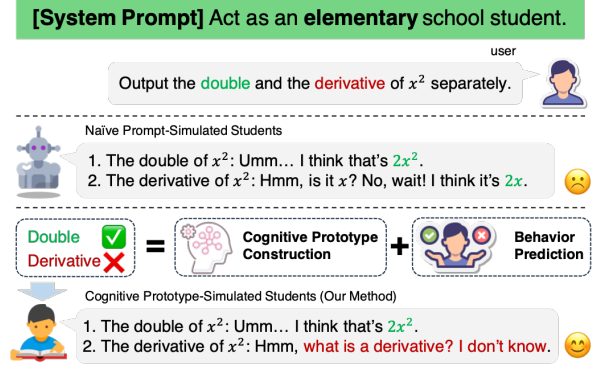 [System Prompt] Act as an elementary school student.
user
Output the double and the derivative of x² separately.
Naïve Prompt-Simulated Students
1. The double of x²: Umm... I think that's 2x².
2. The derivative of x²: Hmm, is it x? No, wait! I think it's 2x.
Double
Derivative
=
Cognitive Prototype
Construction
+
Behavior
Prediction
Cognitive Prototype-Simulated Students (Our Method)
1. The double of x²: Umm... I think that's 2x².
2. The derivative of x²: Hmm, what is a derivative? I don't know.